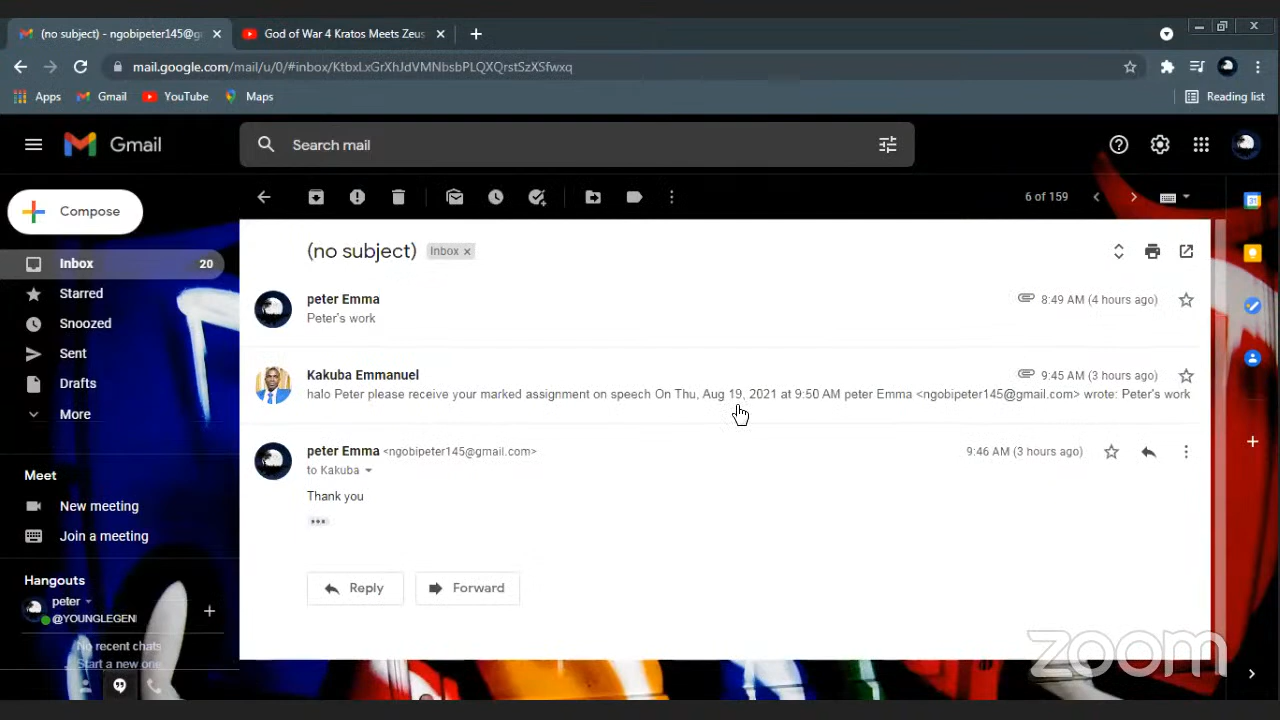 (no subject) - ngobipeter145@g
God of War 4 Kratos Meets Zeus
mail.google.com/mail/u/0/#inbox/KtbxLxGrXhJdVMNbsbPLQXQrstSzXSfwxq
Apps Gmail YouTube Maps Reading list
Gmail
Search mail
Compose
6 of 159
Inbox 20
Starred
Snoozed
Sent
Drafts
More
Meet
New meeting
Join a meeting
Hangouts
peter
@YOUNGLEGEN
No recent chats
Start a new one
(no subject) Inbox x
peter Emma 8:49 AM (4 hours ago)
Peter's work
Kakuba Emmanuel 9:45 AM (3 hours ago)
halo Peter please receive your marked assignment on speech On Thu, Aug 19, 2021 at 9:50 AM peter Emma <ngobipeter145@gmail.com> wrote: Peter's work
peter Emma <ngobipeter145@gmail.com> 9:46 AM (3 hours ago)
to Kakuba
Thank you
Reply Forward
zoom